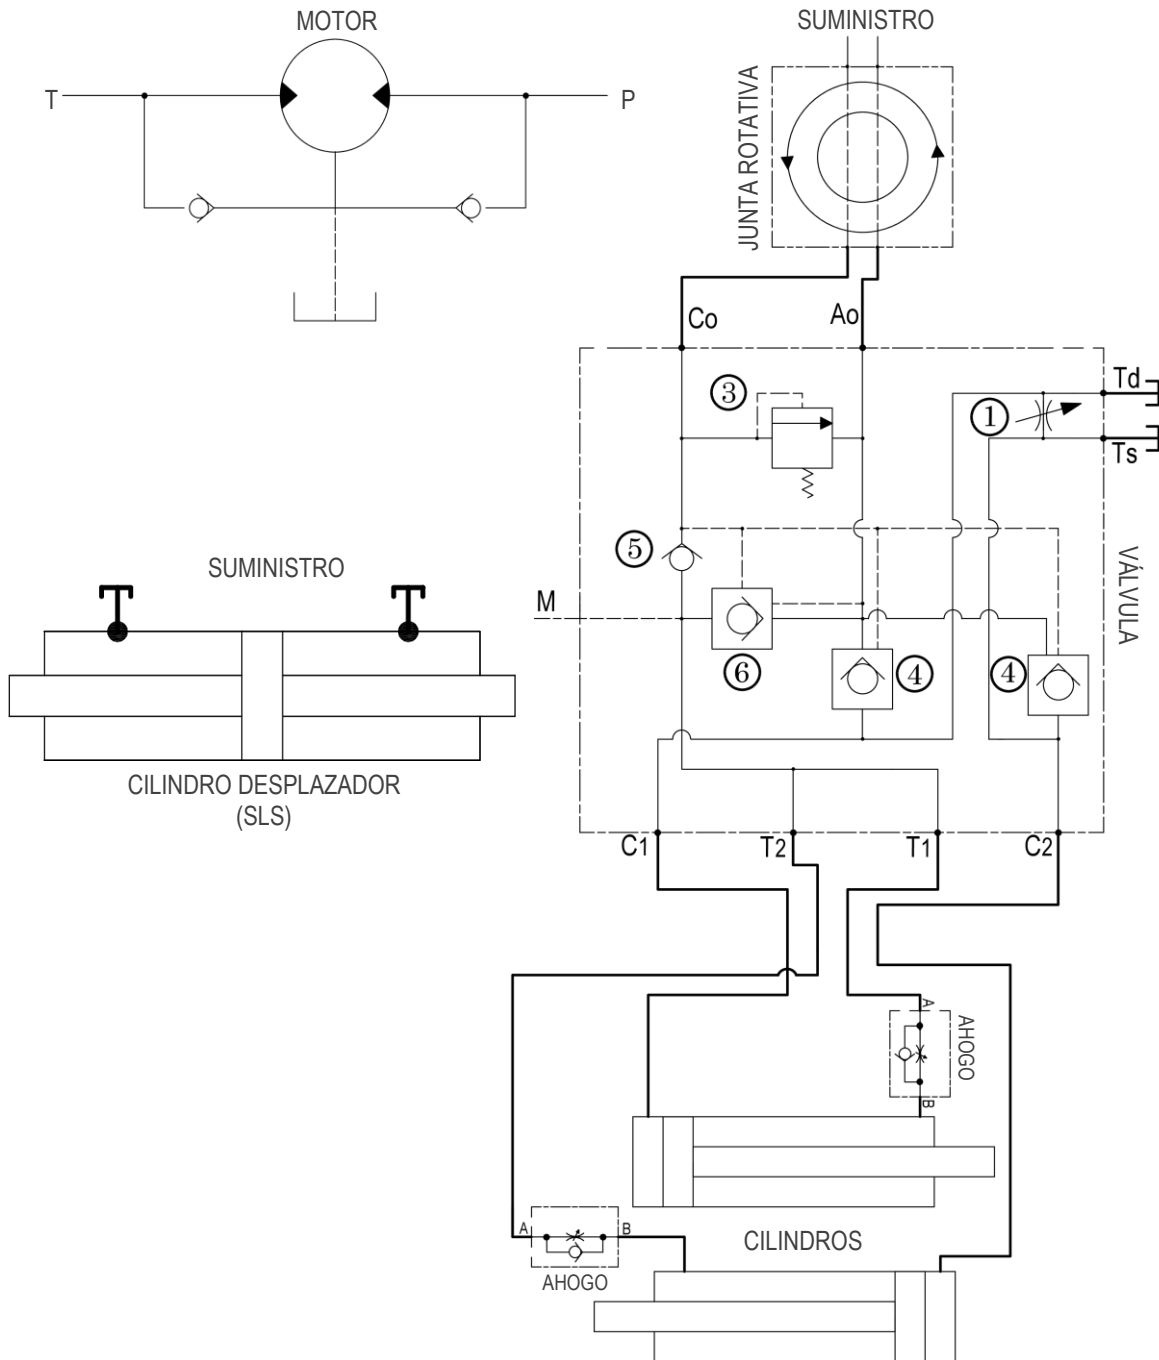 MOTOR
T
P
SUMINISTRO
JUNTA ROTATIVA
Co
Ao
Td
Ts
3
1
5
M
6
4
4
VÁLVULA
SUMINISTRO
CILINDRO DESPLAZADOR
(SLS)
C1
T2
T1
C2
A
AHOGO
B
A
B
AHOGO
CILINDROS